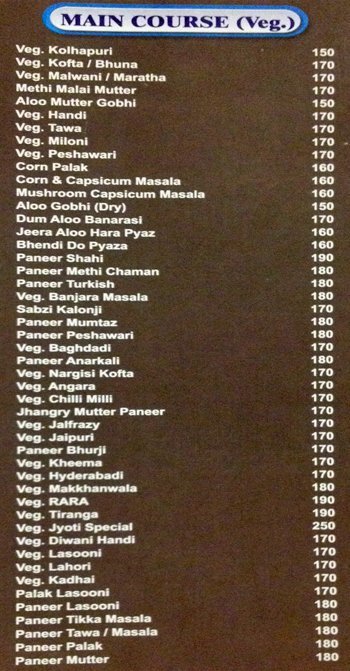 MAIN COURSE (Veg.)
Veg. Kolhapuri 150
Veg. Kofta / Bhuna 170
Veg. Malwani / Maratha 170
Methi Malai Mutter 170
Aloo Mutter Gobhi 150
Veg. Handi 170
Veg. Tawa 170
Veg. Miloni 170
Veg. Peshawari 170
Corn Palak 160
Corn & Capsicum Masala 160
Mushroom Capsicum Masala 160
Aloo Gobhi (Dry) 150
Dum Aloo Banarasi 170
Jeera Aloo Hara Pyaz 160
Bhendi Do Pyaza 160
Paneer Shahi 190
Paneer Methi Chaman 180
Paneer Turkish 180
Veg. Banjara Masala 180
Sabzi Kalonji 170
Paneer Mumtaz 180
Paneer Peshawari 180
Veg. Baghdadi 170
Paneer Anarkali 180
Veg. Nargisi Kofta 170
Veg. Angara 170
Veg. Chilli Milli 170
Jhangry Mutter Paneer 170
Veg. Jalfrazy 170
Veg. Jaipuri 170
Paneer Bhurji 170
Veg. Kheema 170
Veg. Hyderabadi 170
Veg. Makkhanwala 180
Veg. RARA 190
Veg. Tiranga 190
Veg. Jyoti Special 250
Veg. Diwani Handi 170
Veg. Lasooni 170
Veg. Lahori 170
Veg. Kadhai 170
Palak Lasooni 170
Paneer Lasooni 180
Paneer Tikka Masala 180
Paneer Tawa / Masala 180
Paneer Palak 180
Paneer Mutter 180